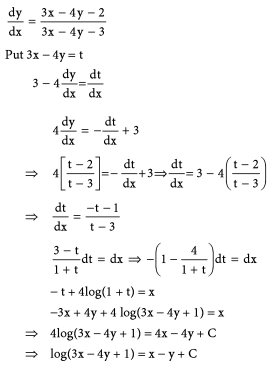 dy/dx = (3x − 4y − 2)/(3x − 4y − 3)
Put 3x − 4y = t
3 − 4 dy/dx = dt/dx
4 dy/dx = − dt/dx + 3
⇒ 4[(t − 2)/(t − 3)] = − dt/dx + 3 ⇒ dt/dx = 3 − 4((t − 2)/(t − 3))
⇒ dt/dx = (−t − 1)/(t − 3)
(3 − t)/(1 + t) dt = dx ⇒ −(1 − 4/(1 + t)) dt = dx
− t + 4log(1 + t) = x
−3x + 4y + 4 log(3x − 4y + 1) = x
⇒ 4log(3x − 4y + 1) = 4x − 4y + C
⇒ log(3x − 4y + 1) = x − y + C